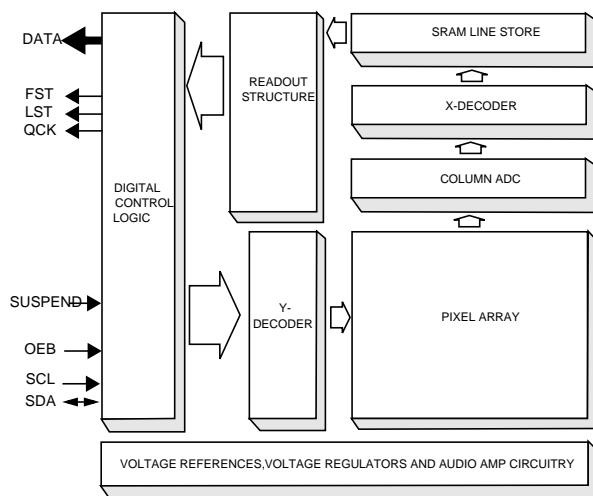 DATA
FST
LST
QCK
SUSPEND
OEB
SCL
SDA
DIGITAL
CONTROL
LOGIC
READOUT
STRUCTURE
Y-
DECODER
SRAM LINE STORE
X-DECODER
COLUMN ADC
PIXEL ARRAY
VOLTAGE REFERENCES,VOLTAGE REGULATORS AND AUDIO AMP CIRCUITRY